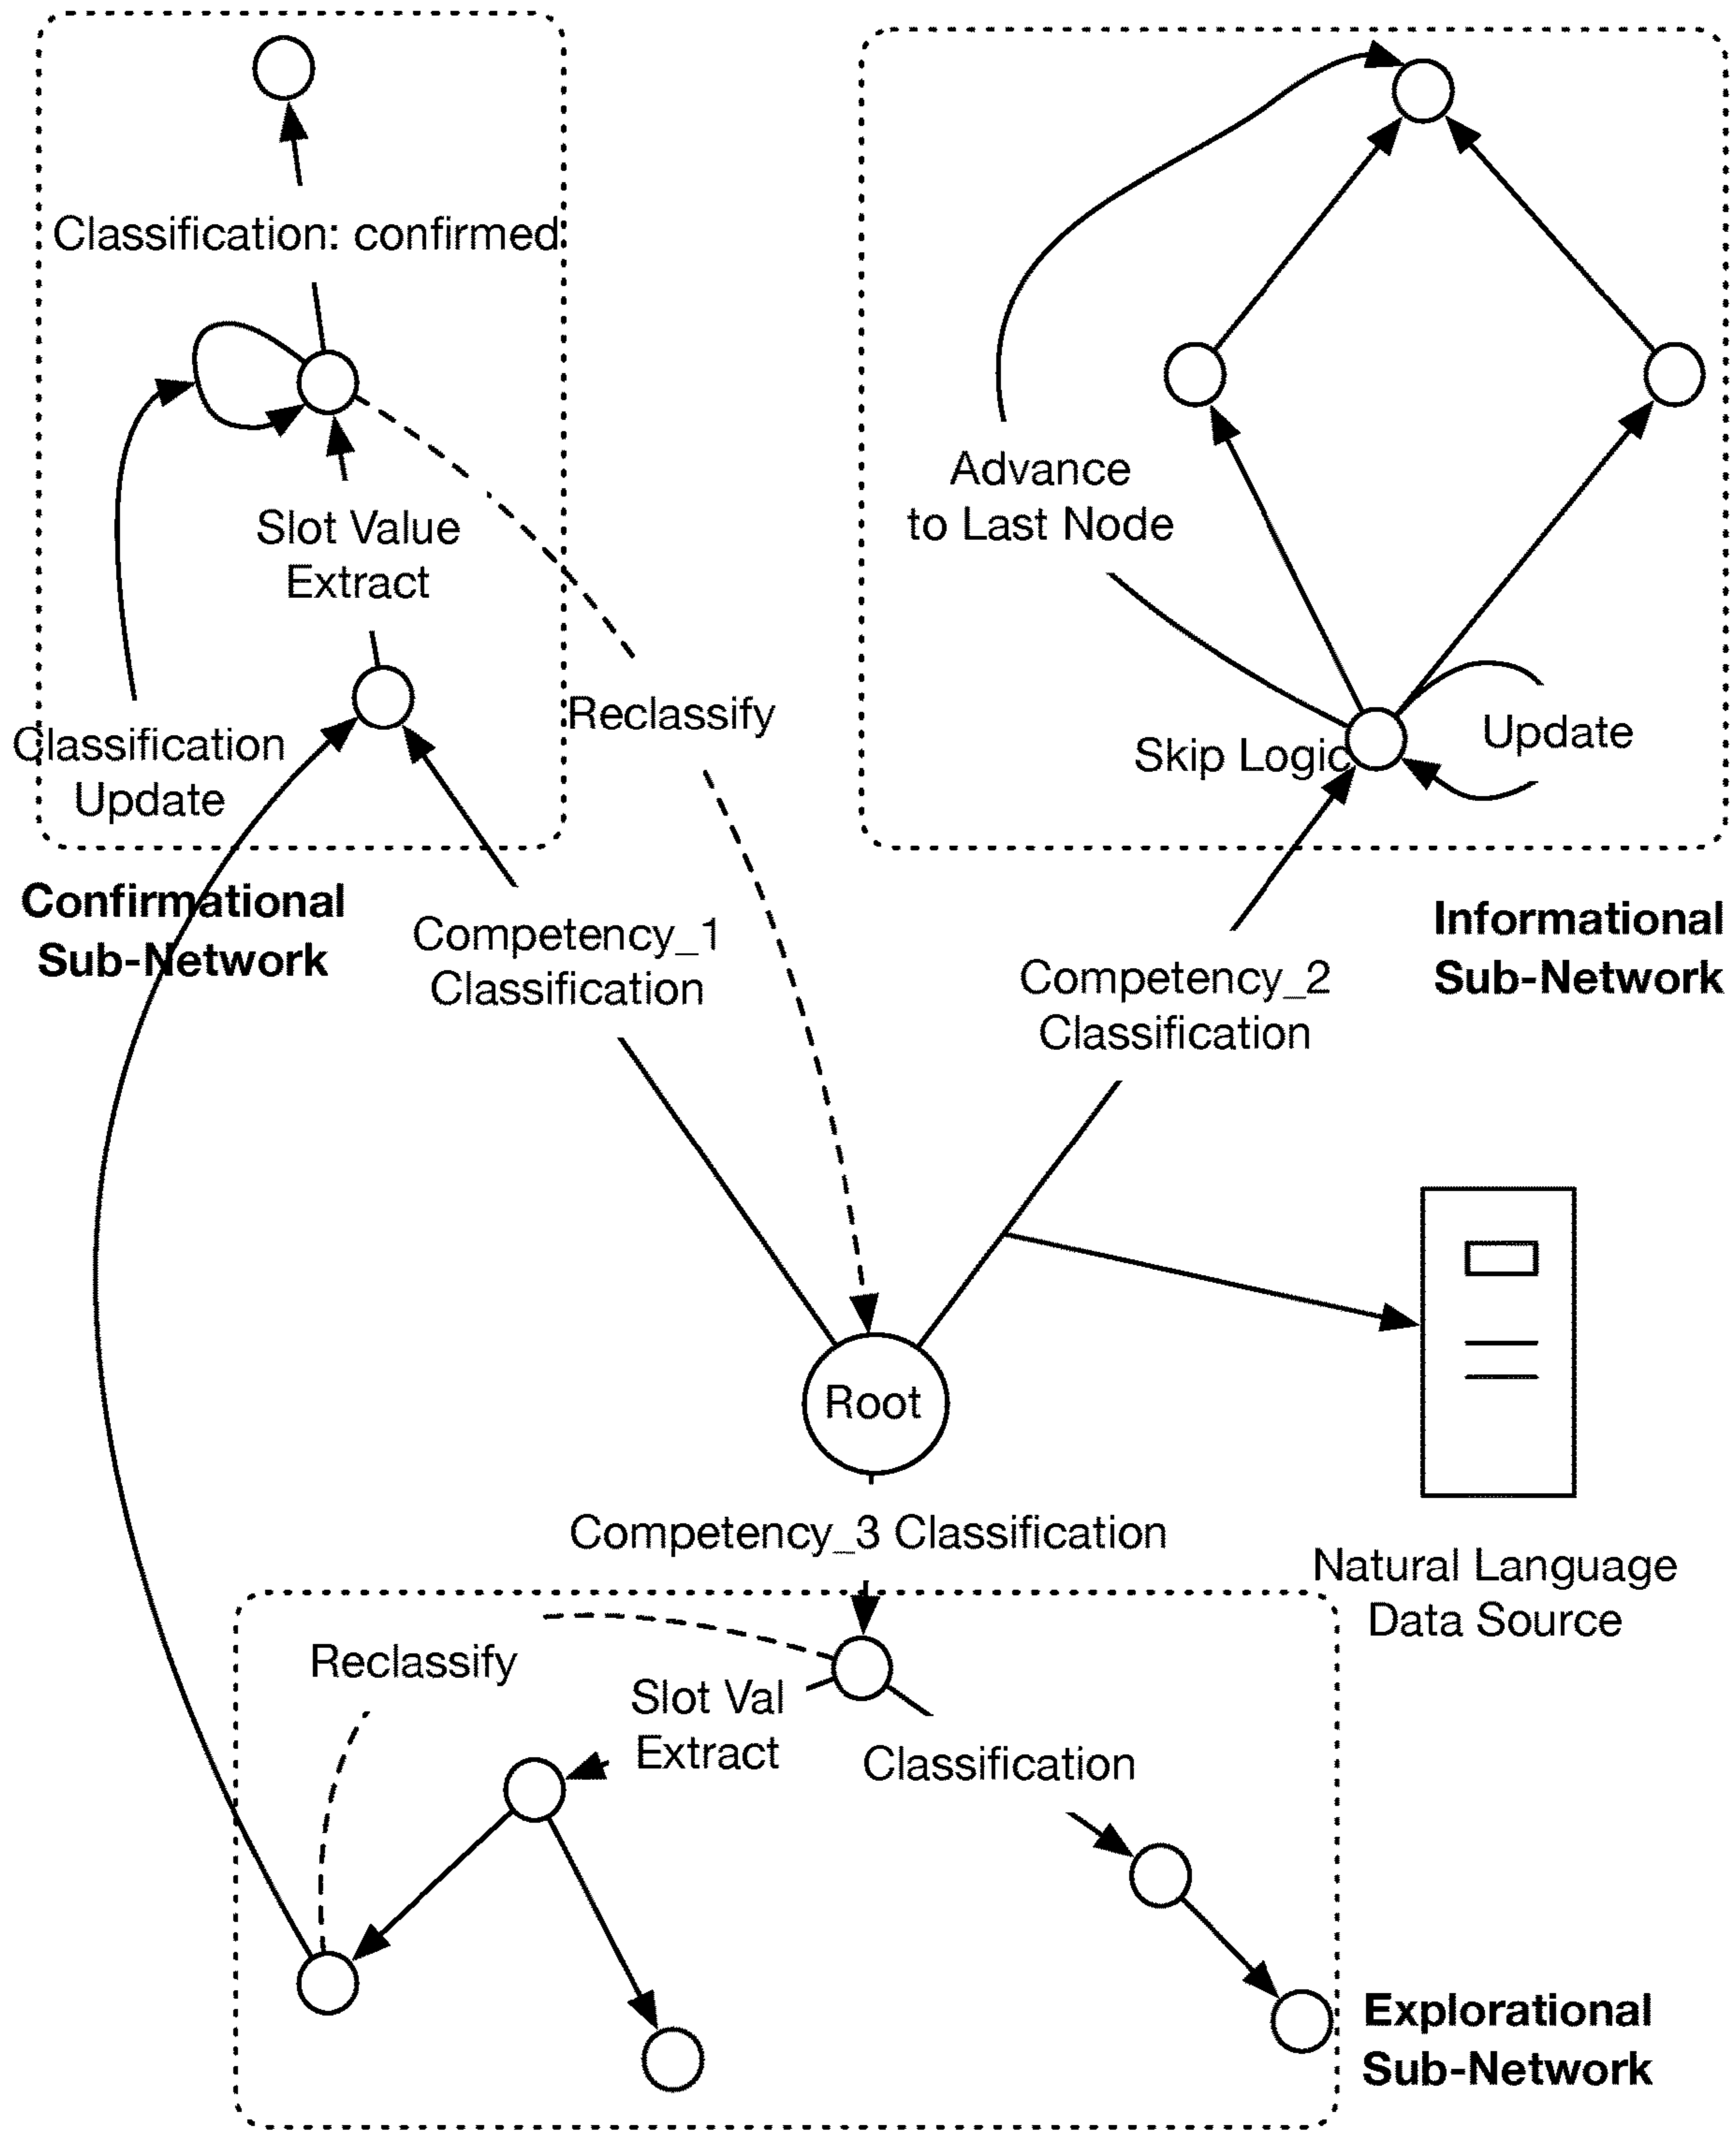 Classification: confirmed
Slot Value
Extract
Classification
Update
Reclassify
Confirmational
Sub-Network
Competency_1
Classification
Advance
to Last Node
Skip Logic
Update
Informational
Sub-Network
Competency_2
Classification
Root
Competency_3 Classification
Natural Language
Data Source
Reclassify
Slot Val
Extract
Classification
Explorational
Sub-Network